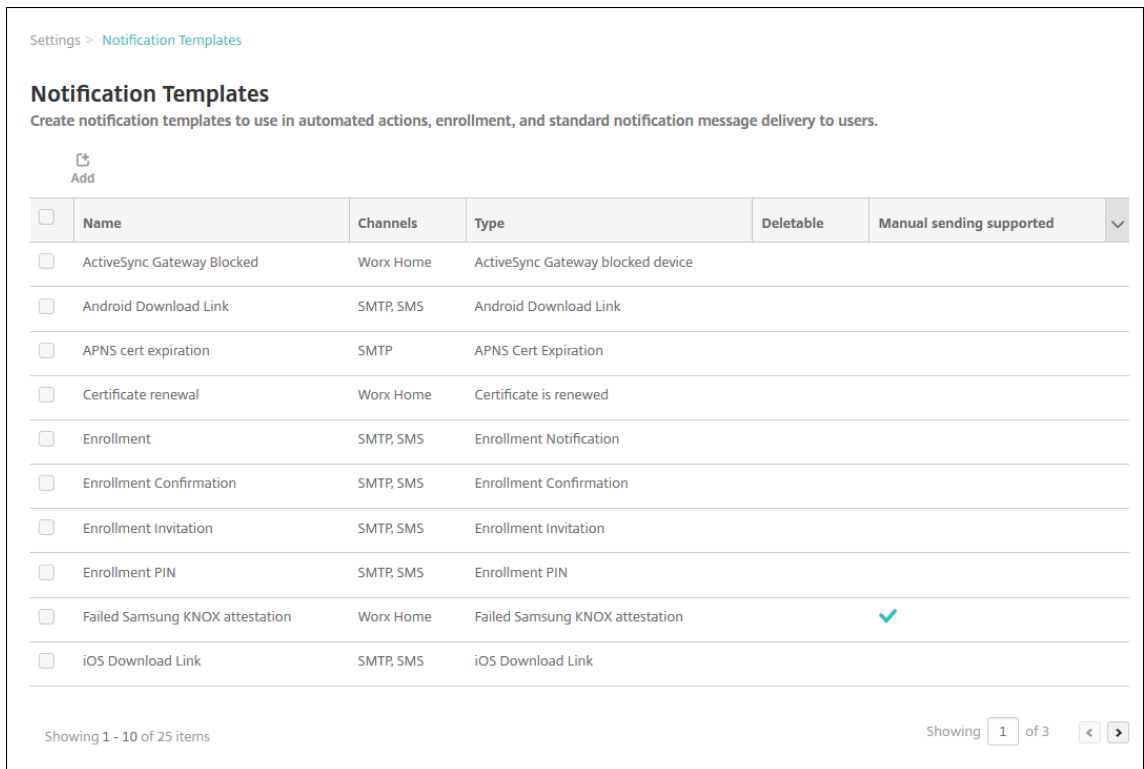 Settings > Notification Templates
Notification Templates
Create notification templates to use in automated actions, enrollment, and standard notification message delivery to users.
Add
Name Channels Type Deletable Manual sending supported
ActiveSync Gateway Blocked Worx Home ActiveSync Gateway blocked device
Android Download Link SMTP, SMS Android Download Link
APNS cert expiration SMTP APNS Cert Expiration
Certificate renewal Worx Home Certificate is renewed
Enrollment SMTP, SMS Enrollment Notification
Enrollment Confirmation SMTP, SMS Enrollment Confirmation
Enrollment Invitation SMTP, SMS Enrollment Invitation
Enrollment PIN SMTP, SMS Enrollment PIN
Failed Samsung KNOX attestation Worx Home Failed Samsung KNOX attestation
iOS Download Link SMTP, SMS iOS Download Link
Showing 1 - 10 of 25 items Showing 1 of 3 < >